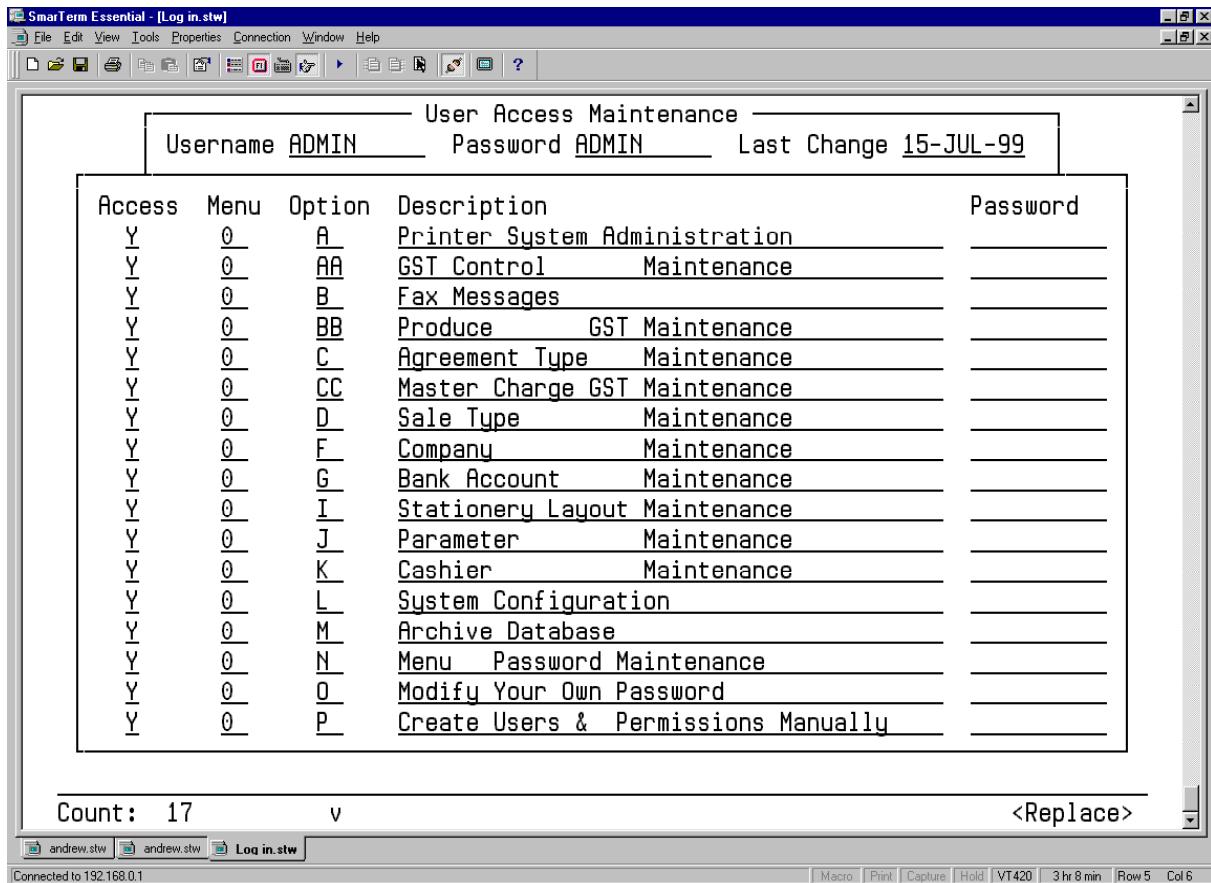 SmarTerm Essential - [Log in.stw]
File Edit View Tools Properties Connection Window Help
User Access Maintenance
Username ADMIN Password ADMIN Last Change 15-JUL-99
Access Menu Option Description Password
Y 0 A Printer System Administration
Y 0 AA GST Control Maintenance
Y 0 B Fax Messages
Y 0 BB Produce GST Maintenance
Y 0 C Agreement Type Maintenance
Y 0 CC Master Charge GST Maintenance
Y 0 D Sale Type Maintenance
Y 0 F Company Maintenance
Y 0 G Bank Account Maintenance
Y 0 I Stationery Layout Maintenance
Y 0 J Parameter Maintenance
Y 0 K Cashier Maintenance
Y 0 L System Configuration
Y 0 M Archive Database
Y 0 N Menu Password Maintenance
Y 0 O Modify Your Own Password
Y 0 P Create Users & Permissions Manually
Count: 17 v <Replace>
andrew.stw andrew.stw Log in.stw
Connected to 192.168.0.1 Macro Print Capture Hold VT420 3 hr 8 min Row 5 Col 6